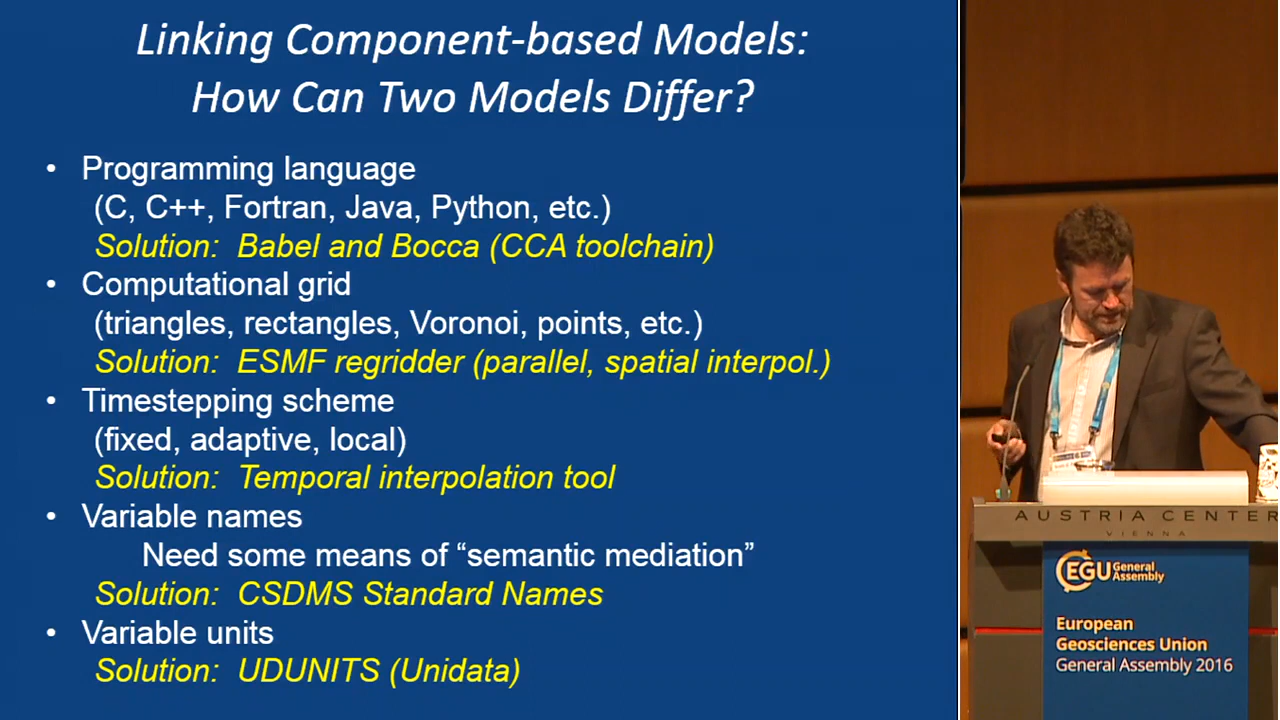 Linking Component-based Models:
How Can Two Models Differ?
• Programming language
(C, C++, Fortran, Java, Python, etc.)
Solution: Babel and Bocca (CCA toolchain)
• Computational grid
(triangles, rectangles, Voronoi, points, etc.)
Solution: ESMF regridder (parallel, spatial interpol.)
• Timestepping scheme
(fixed, adaptive, local)
Solution: Temporal interpolation tool
• Variable names
Need some means of “semantic mediation”
Solution: CSDMS Standard Names
• Variable units
Solution: UDUNITS (Unidata)
AUSTRIA CENTER
VIENNA
EGU General
Assembly
European
Geosciences Union
General Assembly 2016